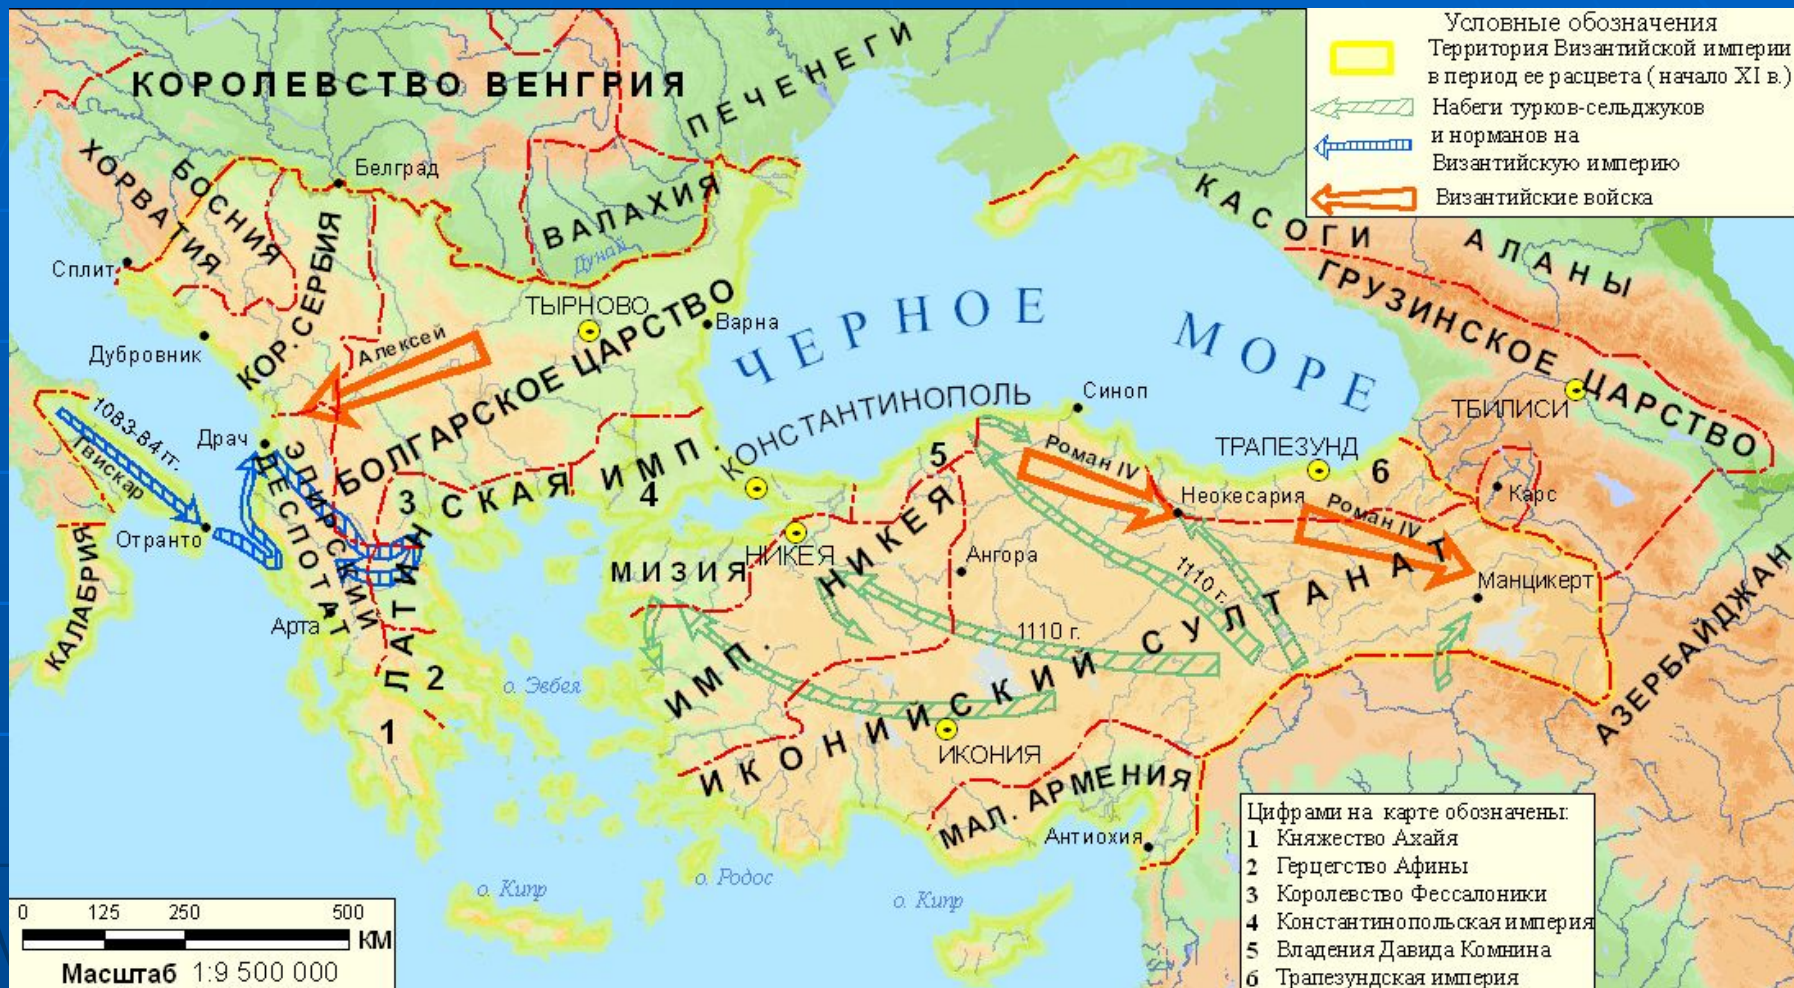 КОРОЛЕВСТВО ВЕНГРИЯ
ПЕЧЕНЕГИ
ХОРВАТИЯ
БОСНИЯ
Белград
ВАЛАХИЯ
Дунай
КОР.СЕРБИЯ
Сплит
Дубровник
ТЫРНОВО
Варна
Алексей
БОЛГАРСКОЕ ЦАРСТВО
ЧЕРНОЕ МОРЕ
КАСОГИ
АЛАНЫ
ГРУЗИНСКОЕ ЦАРСТВО
ТБИЛИСИ
КОНСТАНТИНОПОЛЬ
Синоп
ТРАПЕЗУНД
1083-84 гг.
Гвискар
Драч
Отранто
КАЛАБРИЯ
ЭПИРСКИЙ
ДЕСПОТАТ
Арта
ЛАТИНСКАЯ ИМП.
3
4
5
6
2
1
Роман IV
Неокесария
Роман IV
Карс
Манцикерт
АЗЕРБАЙДЖАН
НИКЕЯ
МИЗИЯ
НИКЕЯ
ИМП.
Ангора
1110 г.
1110 г.
ИКОНИЙСКИЙ СУЛТАНАТ
ИКОНИЯ
МАЛ. АРМЕНИЯ
Антиохия
о. Эвбея
о. Кипр
о. Родос
о. Кипр
Условные обозначения
Территория Византийской империи
в период ее расцвета ( начало XI в.)
Набеги турков-сельджуков
и норманов на
Византийскую империю
Византийские войска
Цифрами на карте обозначены:
1 Княжество Ахайя
2 Герцегство Афины
3 Королевство Фессалоники
4 Константинопольская империя
5 Владения Давида Комнина
6 Трапезундская империя
0 125 250 500
КМ
Масштаб 1:9 500 000